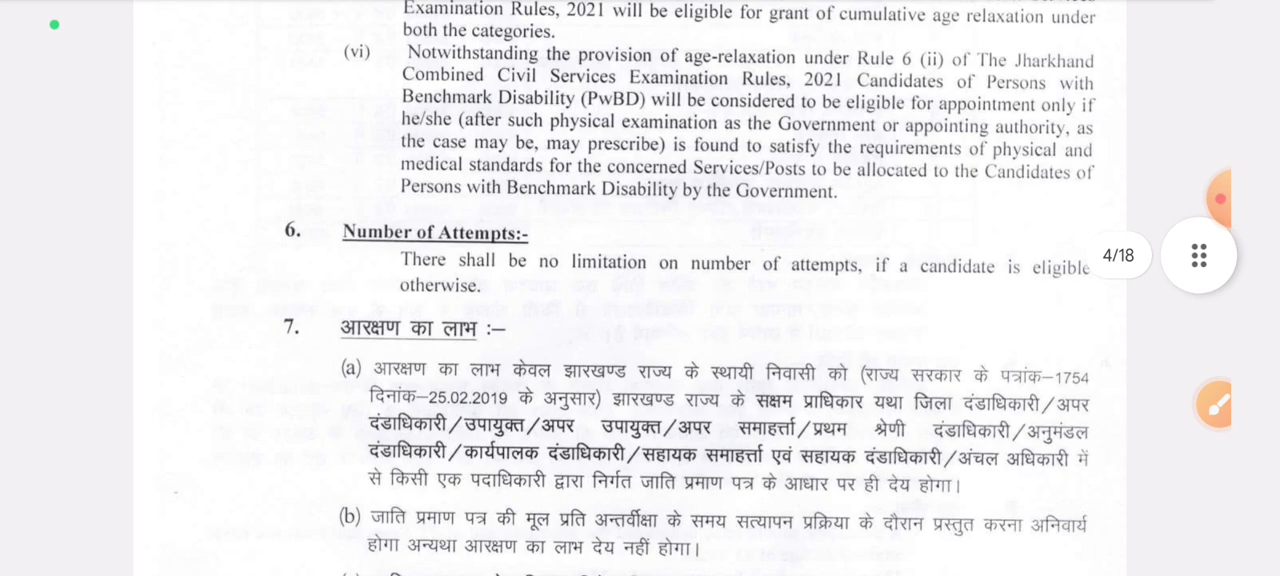 Examination Rules, 2021 will be eligible for grant of cumulative age relaxation under
both the categories.
(vi) Notwithstanding the provision of age-relaxation under Rule 6 (ii) of The Jharkhand
Combined Civil Services Examination Rules, 2021 Candidates of Persons with
Benchmark Disability (PwBD) will be considered to be eligible for appointment only if
he/she (after such physical examination as the Government or appointing authority, as
the case may be, may prescribe) is found to satisfy the requirements of physical and
medical standards for the concerned Services/Posts to be allocated to the Candidates of
Persons with Benchmark Disability by the Government.
6. Number of Attempts:-
There shall be no limitation on number of attempts, if a candidate is eligible
otherwise.
4/18
7. आरक्षण का लाभ :–
(a) आरक्षण का लाभ केवल झारखण्ड राज्य के स्थायी निवासी को (राज्य सरकार के पत्रांक–1754
दिनांक–25.02.2019 के अनुसार) झारखण्ड राज्य के सक्षम प्राधिकार यथा जिला दंडाधिकारी/अपर
दंडाधिकारी/उपायुक्त/अपर उपायुक्त/अपर समाहर्त्ता/प्रथम श्रेणी दंडाधिकारी/अनुमंडल
दंडाधिकारी/कार्यपालक दंडाधिकारी/सहायक समाहर्त्ता एवं सहायक दंडाधिकारी/अंचल अधिकारी में
से किसी एक पदाधिकारी द्वारा निर्गत जाति प्रमाण पत्र के आधार पर ही देय होगा।
(b) जाति प्रमाण पत्र की मूल प्रति अन्तर्वीक्षा के समय सत्यापन प्रक्रिया के दौरान प्रस्तुत करना अनिवार्य
होगा अन्यथा आरक्षण का लाभ देय नहीं होगा।